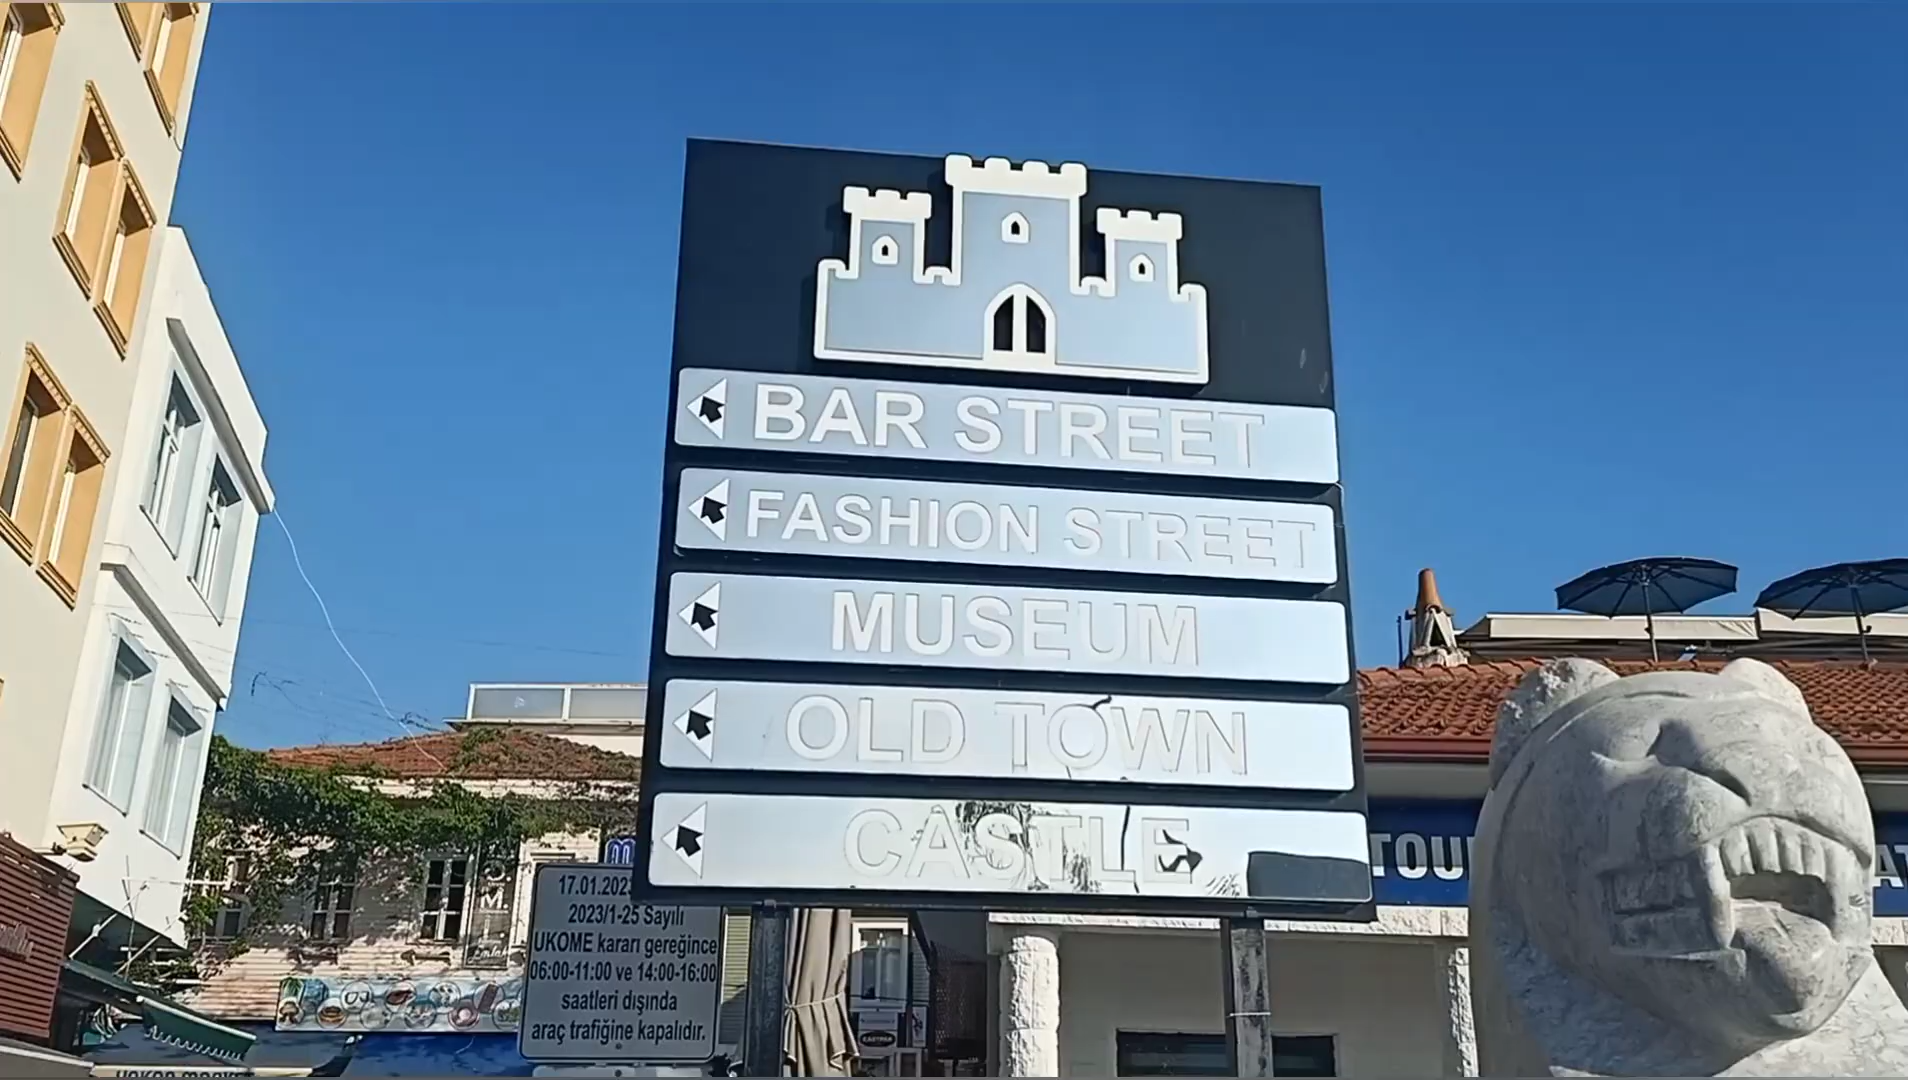 BAR STREET
FASHION STREET
MUSEUM
OLD TOWN
CASTLE
TOU
17.01.2023
2023/1-25 Sayılı
UKOME kararı gereğince
06:00-11:00 ve 14:00-16:00
saatleri dışında
araç trafiğine kapalıdır.